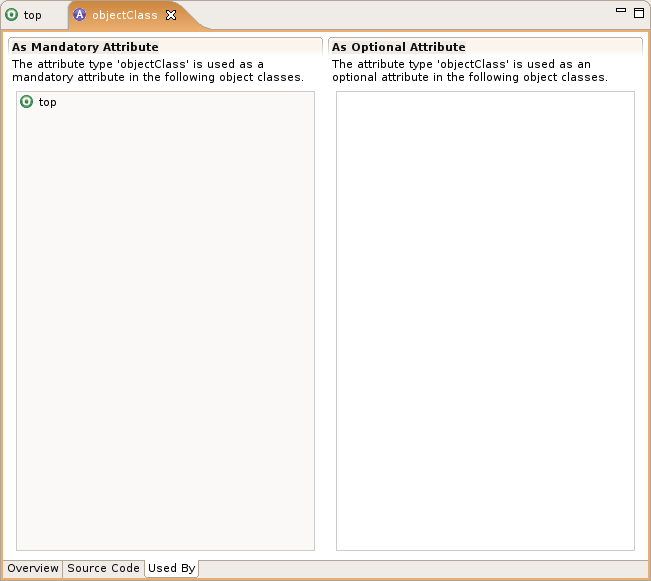 top
objectClass
As Mandatory Attribute
The attribute type 'objectClass' is used as a
mandatory attribute in the following object classes.
top
As Optional Attribute
The attribute type 'objectClass' is used as an
optional attribute in the following object classes.
Overview
Source Code
Used By